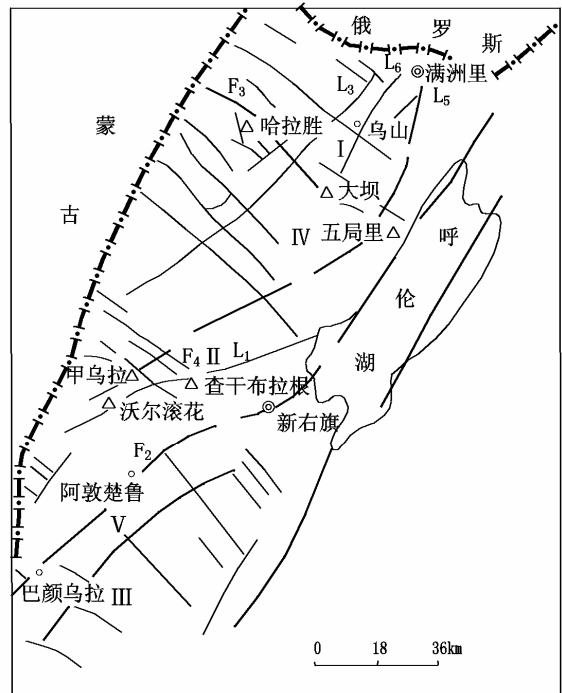 俄 罗 斯
L₆
满洲里
F₃
L₃
L₅
蒙
哈拉胜
乌山
I
大坝
古
Ⅳ
五局里
呼
伦
湖
F₄
Ⅱ
L₁
甲乌拉
查干布拉根
沃尔滚花
新右旗
F₂
阿敦楚鲁
V
巴颜乌拉
Ⅲ
0 18 36km